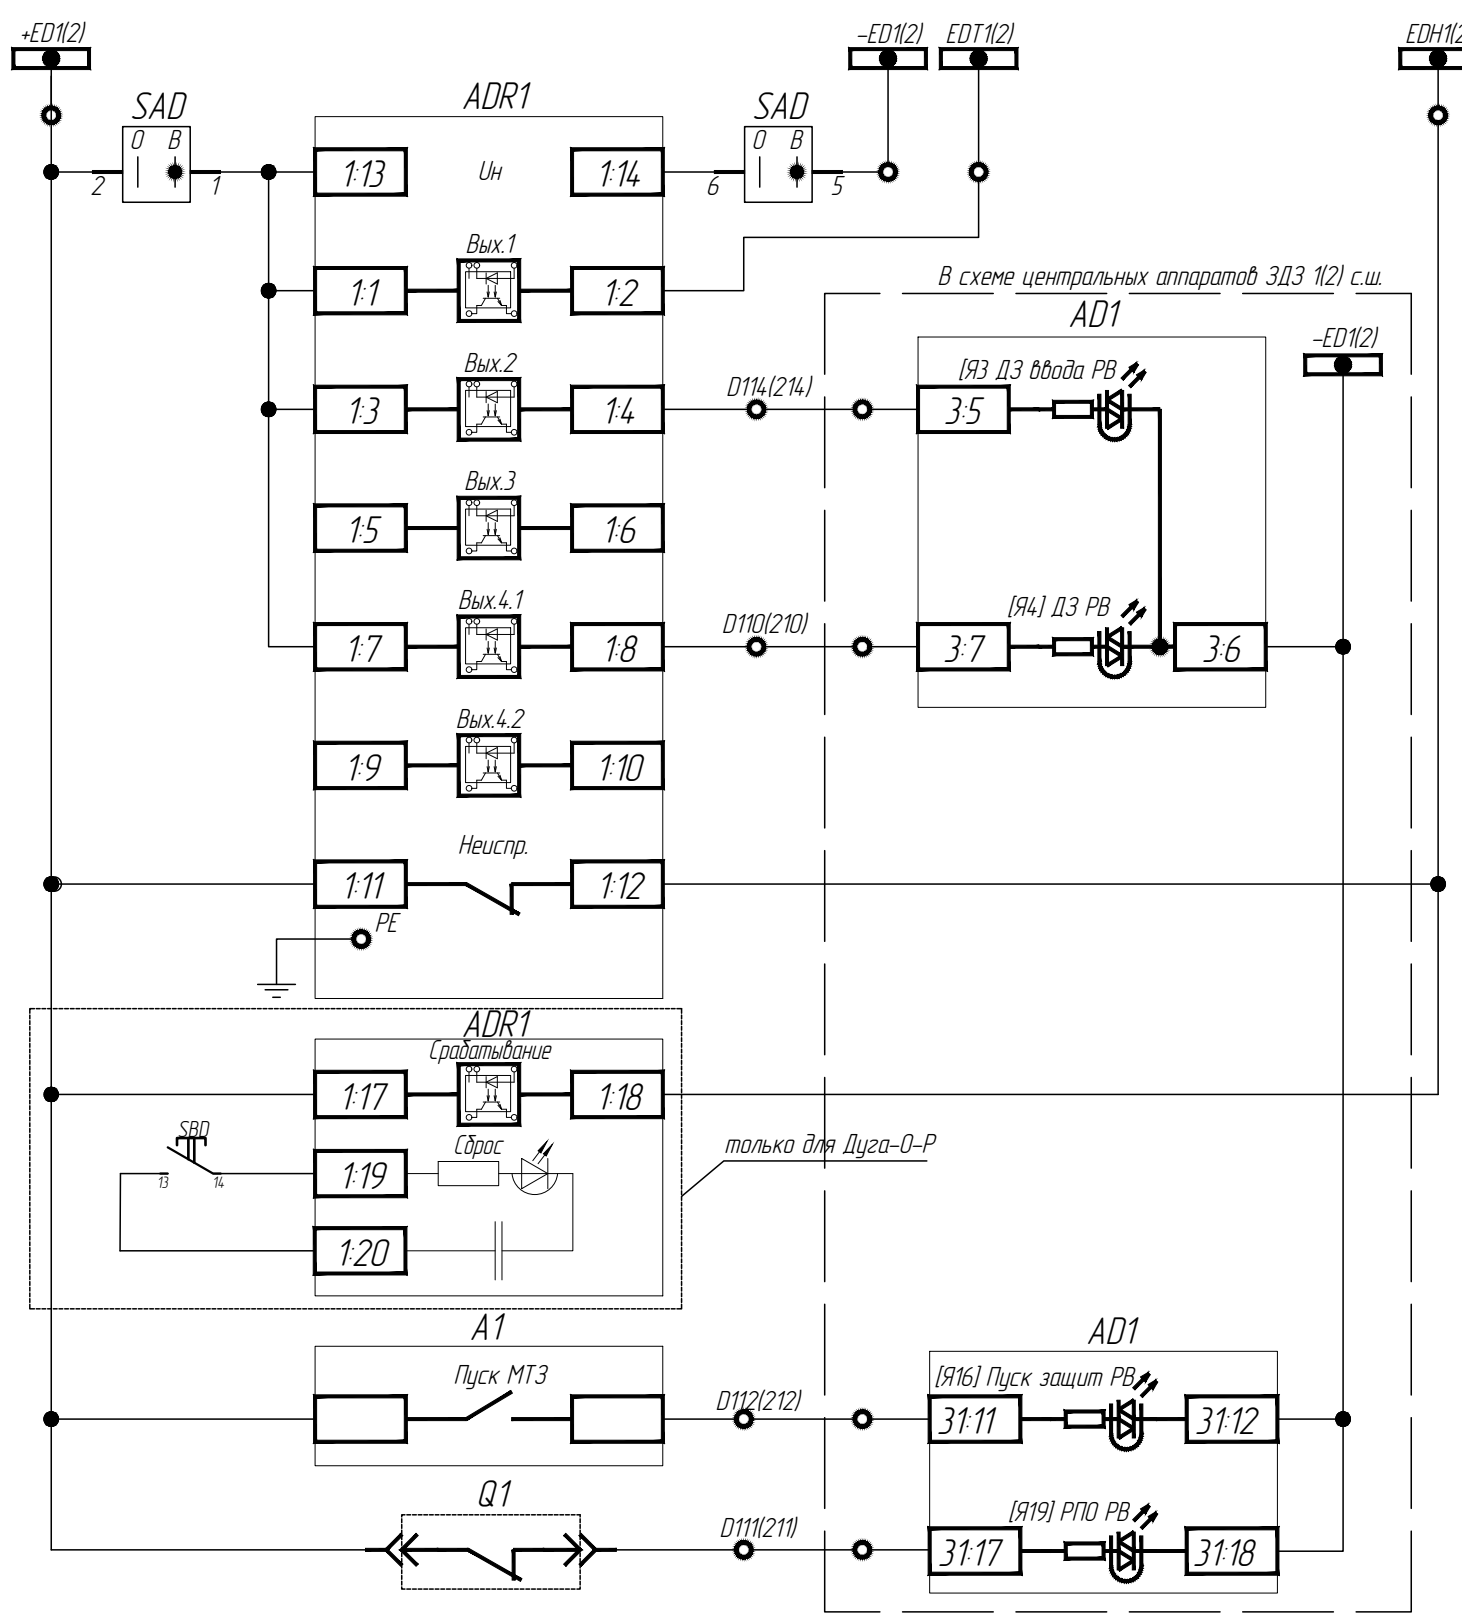 +ED1(2)
-ED1(2)
EDT1(2)
EDH1(2
SAD
ADR1
SAD
O B
2
1
1:13
Uн
1:14
O B
6
5
Вых.1
1:1
1:2
В схеме центральных аппаратов ЗДЗ 1(2) с.ш.
AD1
-ED1(2)
Вых.2
1:3
1:4
D114(214)
[Я3 ДЗ ввода РВ
3:5
Вых.3
1:5
1:6
Вых.4.1
1:7
1:8
D110(210)
[Я4] ДЗ РВ
3:7
3:6
Вых.4.2
1:9
1:10
Неиспр.
1:11
1:12
PE
ADR1
Срабатывание
1:17
1:18
SBD
13
14
Сброс
1:19
только для Дуга-О-Р
1:20
A1
Пуск МТЗ
D112(212)
AD1
[Я16] Пуск защит РВ
31:11
31:12
Q1
D111(211)
[Я19] РПО РВ
31:17
31:18